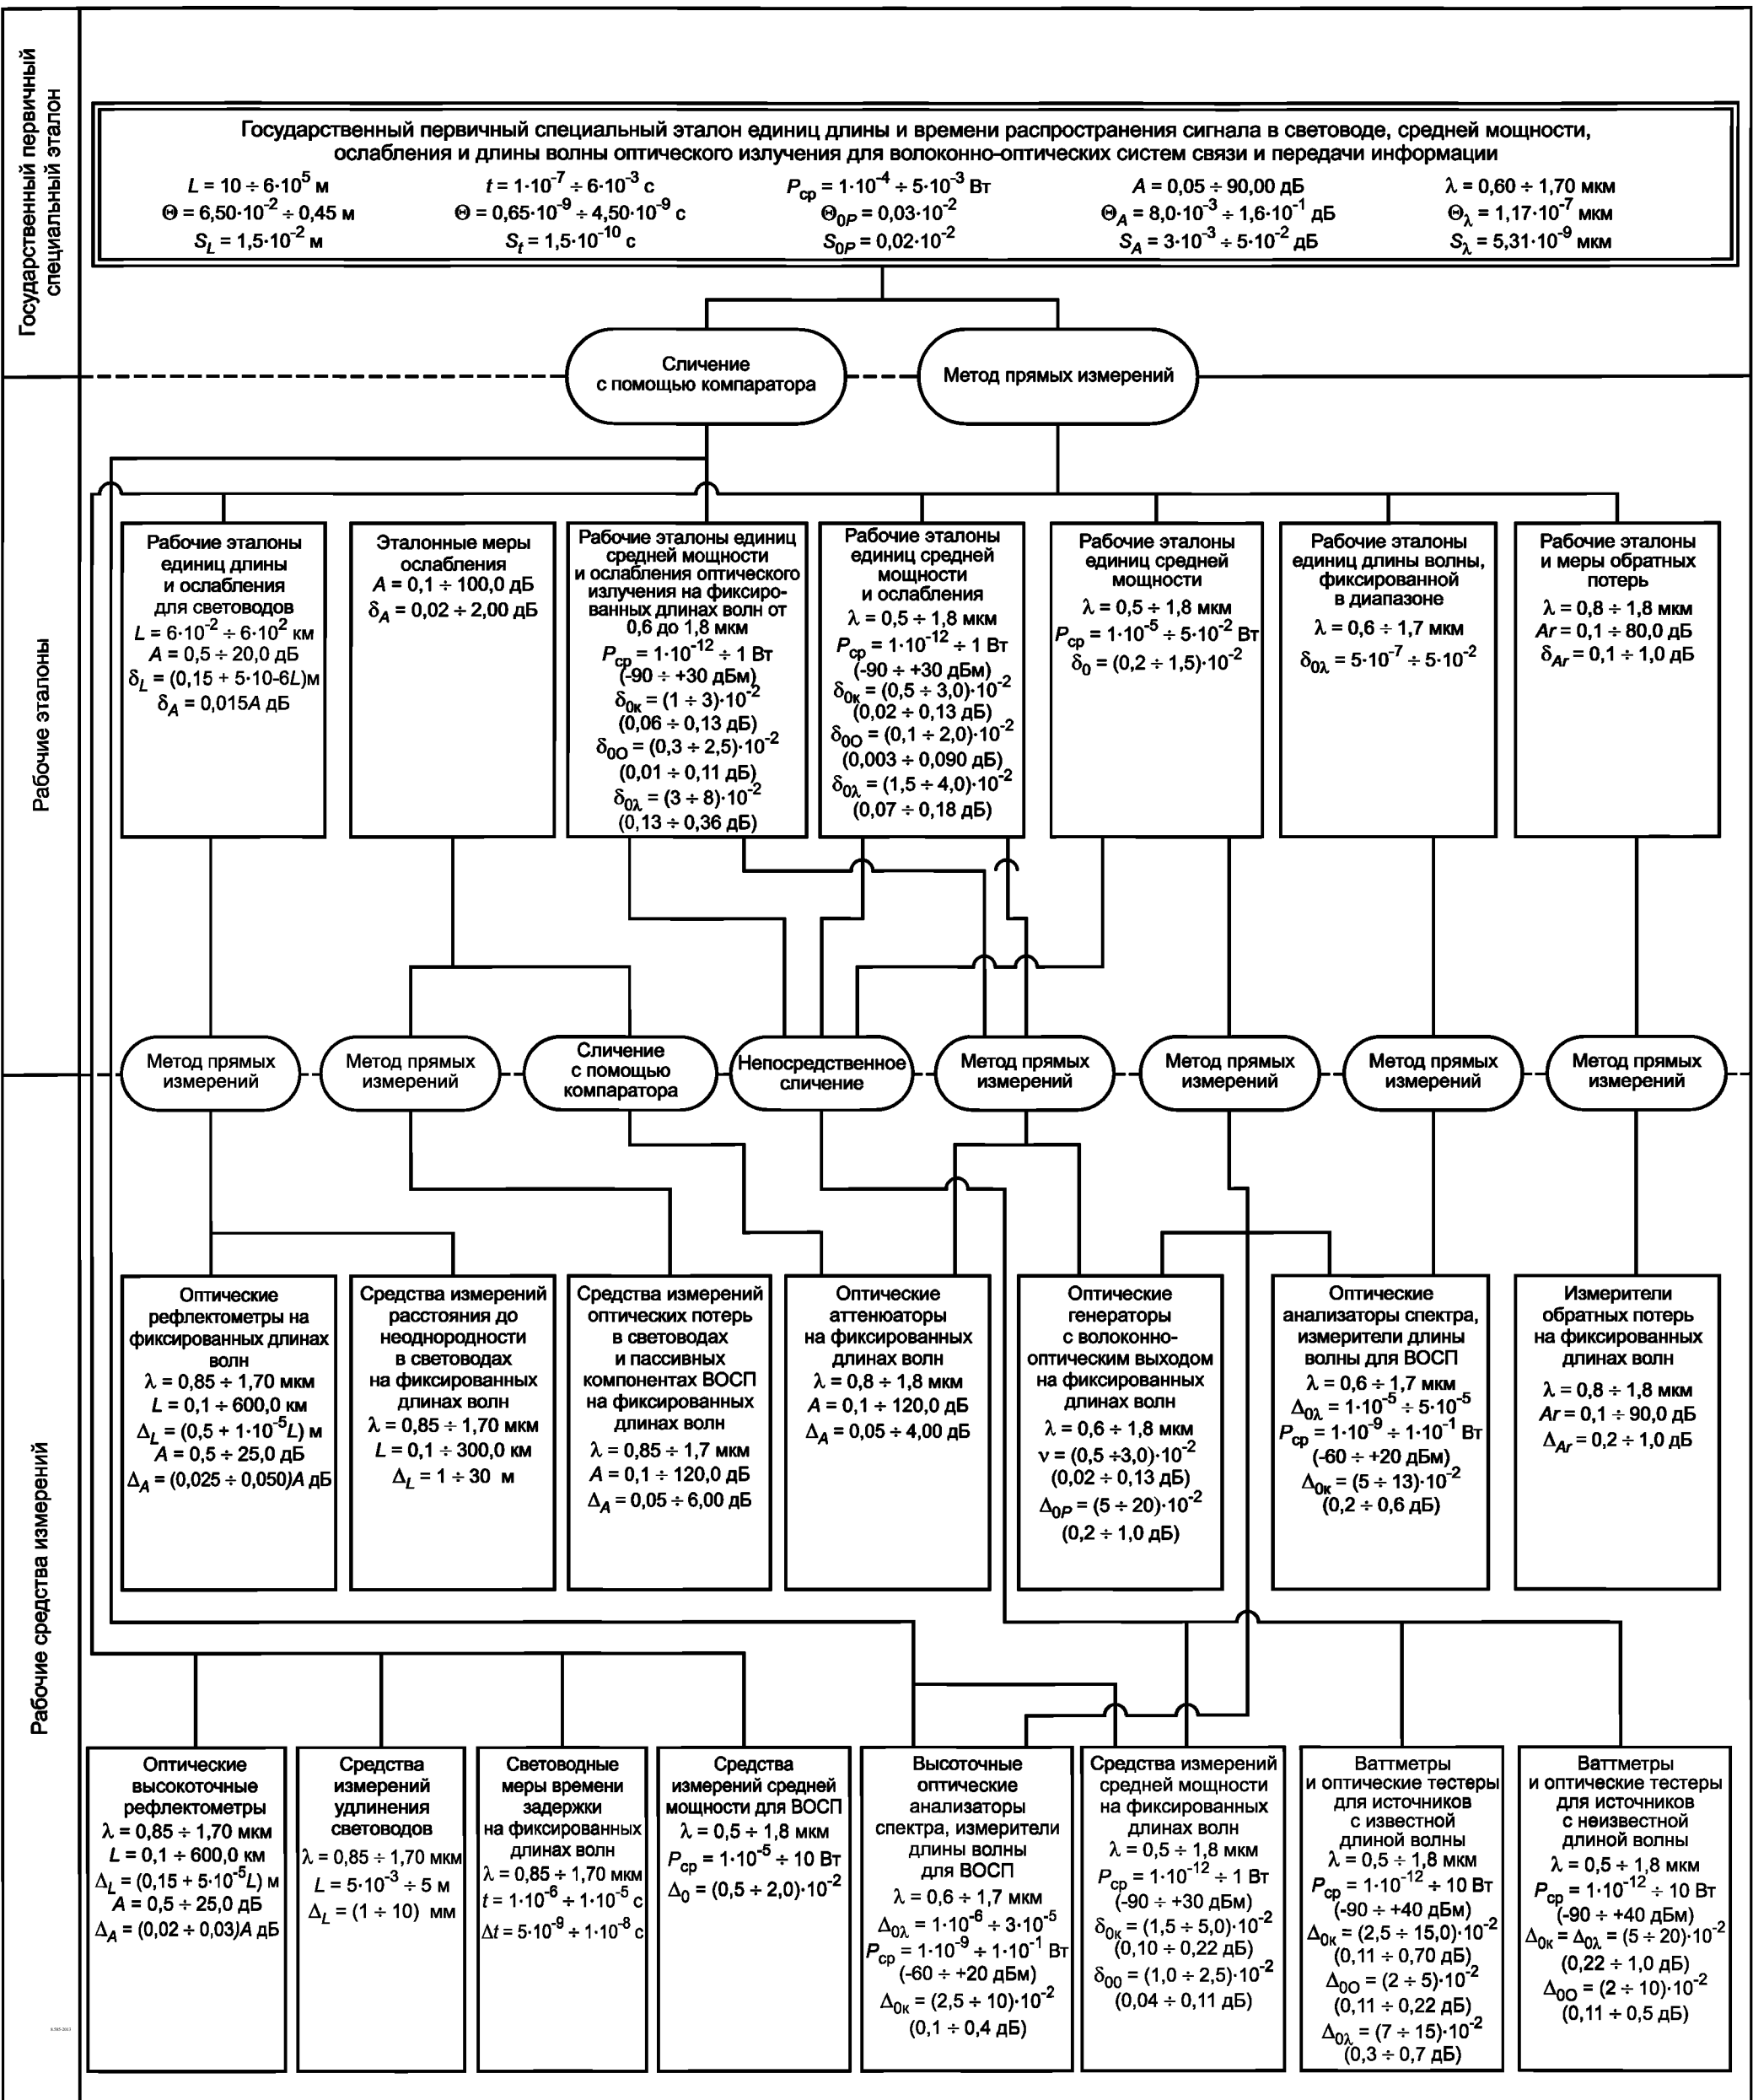 Государственный первичный
специальный эталон
Государственный первичный специальный эталон единиц длины и времени распространения сигнала в световоде, средней мощности,
ослабления и длины волны оптического излучения для волоконно-оптических систем связи и передачи информации
L = 10 ÷ 6·10⁵ м
Θ = 6,50·10⁻² ÷ 0,45 м
S_L = 1,5·10⁻² м
t = 1·10⁻⁷ ÷ 6·10⁻³ с
Θ = 0,65·10⁻⁹ ÷ 4,50·10⁻⁹ с
S_t = 1,5·10⁻¹⁰ с
P_ср = 1·10⁻⁴ ÷ 5·10⁻³ Вт
Θ_0P = 0,03·10⁻²
S_0P = 0,02·10⁻²
A = 0,05 ÷ 90,00 дБ
Θ_A = 8,0·10⁻³ ÷ 1,6·10⁻¹ дБ
S_A = 3·10⁻³ ÷ 5·10⁻² дБ
λ = 0,60 ÷ 1,70 мкм
Θ_λ = 1,17·10⁻⁷ мкм
S_λ = 5,31·10⁻⁹ мкм
Сличение
с помощью компаратора
Метод прямых измерений
Рабочие эталоны
Рабочие эталоны
единиц длины
и ослабления
для световодов
L = 6·10⁻² ÷ 6·10² км
A = 0,5 ÷ 20,0 дБ
δ_L = (0,15 + 5·10-6L)м
δ_A = 0,015A дБ
Эталонные меры
ослабления
A = 0,1 ÷ 100,0 дБ
δ_A = 0,02 ÷ 2,00 дБ
Рабочие эталоны единиц
средней мощности
и ослабления оптического
излучения на фиксиро-
ванных длинах волн от
0,6 до 1,8 мкм
P_ср = 1·10⁻¹² ÷ 1 Вт
(-90 ÷ +30 дБм)
δ_0к = (1 ÷ 3)·10⁻²
(0,06 ÷ 0,13 дБ)
δ_0О = (0,3 ÷ 2,5)·10⁻²
(0,01 ÷ 0,11 дБ)
δ_0λ = (3 ÷ 8)·10⁻²
(0,13 ÷ 0,36 дБ)
Рабочие эталоны
единиц средней
мощности
и ослабления
λ = 0,5 ÷ 1,8 мкм
P_ср = 1·10⁻¹² ÷ 1 Вт
(-90 ÷ +30 дБм)
δ_0к = (0,5 ÷ 3,0)·10⁻²
(0,02 ÷ 0,13 дБ)
δ_0О = (0,1 ÷ 2,0)·10⁻²
(0,003 ÷ 0,090 дБ)
δ_0λ = (1,5 ÷ 4,0)·10⁻²
(0,07 ÷ 0,18 дБ)
Рабочие эталоны
единиц средней
мощности
λ = 0,5 ÷ 1,8 мкм
P_ср = 1·10⁻⁵ ÷ 5·10⁻² Вт
δ_0 = (0,2 ÷ 1,5)·10⁻²
Рабочие эталоны
единиц длины волны,
фиксированной
в диапазоне
λ = 0,6 ÷ 1,7 мкм
δ_0λ = 5·10⁻⁷ ÷ 5·10⁻²
Рабочие эталоны
и меры обратных
потерь
λ = 0,8 ÷ 1,8 мкм
Ar = 0,1 ÷ 80,0 дБ
δ_Ar = 0,1 ÷ 1,0 дБ
Метод прямых
измерений
Метод прямых
измерений
Сличение
с помощью
компаратора
Непосредственное
сличение
Метод прямых
измерений
Метод прямых
измерений
Метод прямых
измерений
Метод прямых
измерений
Рабочие средства измерений
Оптические
рефлектометры на
фиксированных длинах
волн
λ = 0,85 ÷ 1,70 мкм
L = 0,1 ÷ 600,0 км
Δ_L = (0,5 + 1·10⁻⁵L) м
A = 0,5 ÷ 25,0 дБ
Δ_A = (0,025 ÷ 0,050)A дБ
Средства измерений
расстояния до
неоднородности
в световодах
на фиксированных
длинах волн
λ = 0,85 ÷ 1,70 мкм
L = 0,1 ÷ 300,0 км
Δ_L = 1 ÷ 30 м
Средства измерений
оптических потерь
в световодах
и пассивных
компонентах ВОСП
на фиксированных
длинах волн
λ = 0,85 ÷ 1,7 мкм
A = 0,1 ÷ 120,0 дБ
Δ_A = 0,05 ÷ 6,00 дБ
Оптические
аттенюаторы
на фиксированных
длинах волн
λ = 0,8 ÷ 1,8 мкм
A = 0,1 ÷ 120,0 дБ
Δ_A = 0,05 ÷ 4,00 дБ
Оптические
генераторы
с волоконно-
оптическим выходом
на фиксированных
длинах волн
λ = 0,6 ÷ 1,8 мкм
ν = (0,5 ÷3,0)·10⁻²
(0,02 ÷ 0,13 дБ)
Δ_0P = (5 ÷ 20)·10⁻²
(0,2 ÷ 1,0 дБ)
Оптические
анализаторы спектра,
измерители длины
волны для ВОСП
λ = 0,6 ÷ 1,7 мкм
Δ_0λ = 1·10⁻⁵ ÷ 5·10⁻⁵
P_ср = 1·10⁻⁹ ÷ 1·10⁻¹ Вт
(-60 ÷ +20 дБм)
Δ_0к = (5 ÷ 13)·10⁻²
(0,2 ÷ 0,6 дБ)
Измерители
обратных потерь
на фиксированных
длинах волн
λ = 0,8 ÷ 1,8 мкм
Ar = 0,1 ÷ 90,0 дБ
Δ_Ar = 0,2 ÷ 1,0 дБ
Оптические
высокоточные
рефлектометры
λ = 0,85 ÷ 1,70 мкм
L = 0,1 ÷ 600,0 км
Δ_L = (0,15 + 5·10⁻⁵L) м
A = 0,5 ÷ 25,0 дБ
Δ_A = (0,02 ÷ 0,03)A дБ
Средства
измерений
удлинения
световодов
λ = 0,85 ÷ 1,70 мкм
L = 5·10⁻³ ÷ 5 м
Δ_L = (1 ÷ 10) мм
Световодные
меры времени
задержки
на фиксированных
длинах волн
λ = 0,85 ÷ 1,70 мкм
t = 1·10⁻⁶ ÷ 1·10⁻⁵ с
Δt = 5·10⁻⁹ ÷ 1·10⁻⁸ с
Средства
измерений средней
мощности для ВОСП
λ = 0,5 ÷ 1,8 мкм
P_ср = 1·10⁻⁵ ÷ 10 Вт
Δ_0 = (0,5 ÷ 2,0)·10⁻²
Высоточные
оптические
анализаторы
спектра, измерители
длины волны
для ВОСП
λ = 0,6 ÷ 1,7 мкм
Δ_0λ = 1·10⁻⁶ ÷ 3·10⁻⁵
P_ср = 1·10⁻⁹ ÷ 1·10⁻¹ Вт
(-60 ÷ +20 дБм)
Δ_0к = (2,5 ÷ 10)·10⁻²
(0,1 ÷ 0,4 дБ)
Средства измерений
средней мощности
на фиксированных
длинах волн
λ = 0,5 ÷ 1,8 мкм
P_ср = 1·10⁻¹² ÷ 1 Вт
(-90 ÷ +30 дБм)
δ_0к = (1,5 ÷ 5,0)·10⁻²
(0,10 ÷ 0,22 дБ)
δ_00 = (1,0 ÷ 2,5)·10⁻²
(0,04 ÷ 0,11 дБ)
Ваттметры
и оптические тестеры
для источников
с известной
длиной волны
λ = 0,5 ÷ 1,8 мкм
P_ср = 1·10⁻¹² ÷ 10 Вт
(-90 ÷ +40 дБм)
Δ_0к = (2,5 ÷ 15,0)·10⁻²
(0,11 ÷ 0,70 дБ)
Δ_0О = (2 ÷ 5)·10⁻²
(0,11 ÷ 0,22 дБ)
Δ_0λ = (7 ÷ 15)·10⁻²
(0,3 ÷ 0,7 дБ)
Ваттметры
и оптические тестеры
для источников
с неизвестной
длиной волны
λ = 0,5 ÷ 1,8 мкм
P_ср = 1·10⁻¹² ÷ 10 Вт
(-90 ÷ +40 дБм)
Δ_0к = Δ_0λ = (5 ÷ 20)·10⁻²
(0,22 ÷ 1,0 дБ)
Δ_0О = (2 ÷ 10)·10⁻²
(0,11 ÷ 0,5 дБ)